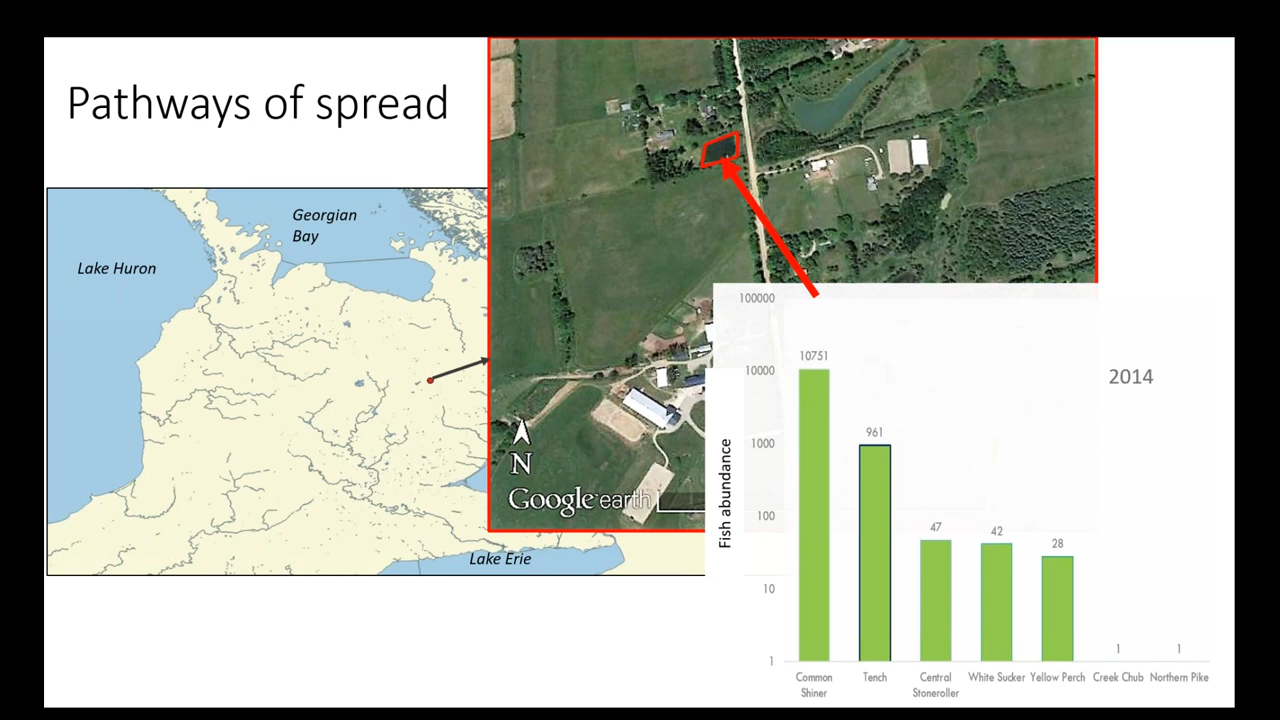 Pathways of spread
Georgian
Bay
Lake Huron
Lake Erie
N
Google earth
100000
10000
1000
100
10
1
Fish abundance
2014
10751
961
47
42
28
1
1
Common
Shiner
Tench
Central
Stoneroller
White Sucker
Yellow Perch
Creek Chub
Northern Pike